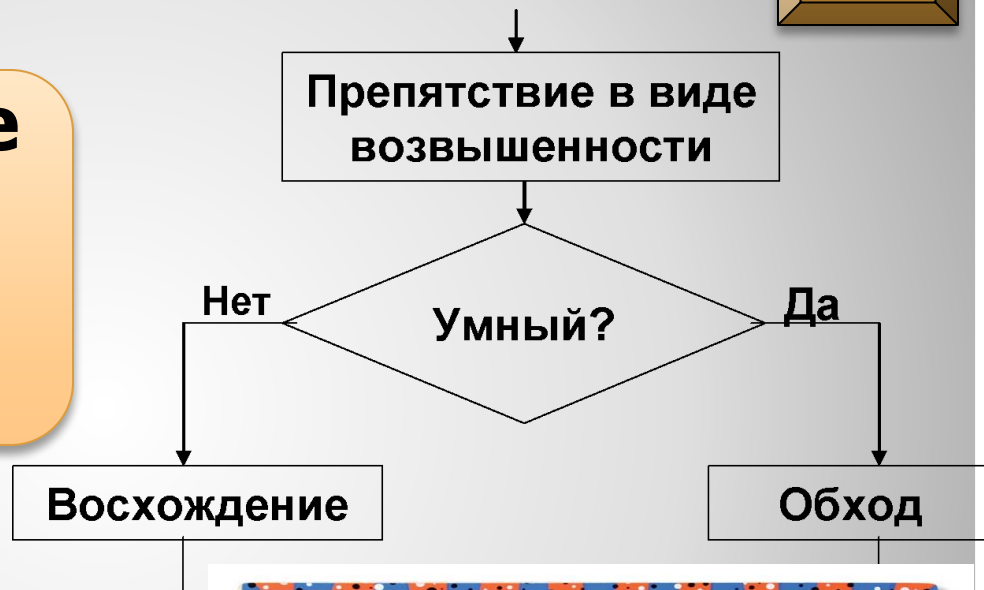 е
Препятствие в виде
возвышенности
Умный?
Нет
Да
Восхождение
Обход